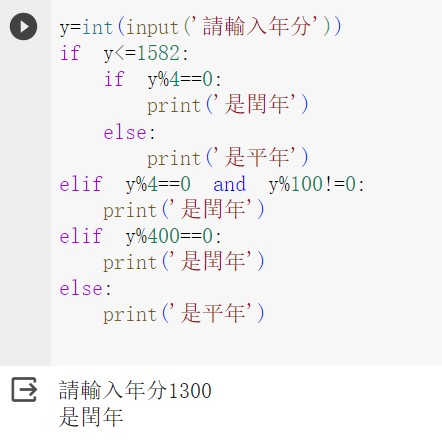 y=int(input('請輸入年分'))
if  y<=1582:
    if  y%4==0:
        print('是閏年')
    else:
        print('是平年')
elif  y%4==0  and  y%100!=0:
    print('是閏年')
elif  y%400==0:
    print('是閏年')
else:
    print('是平年')
請輸入年分1300
是閏年